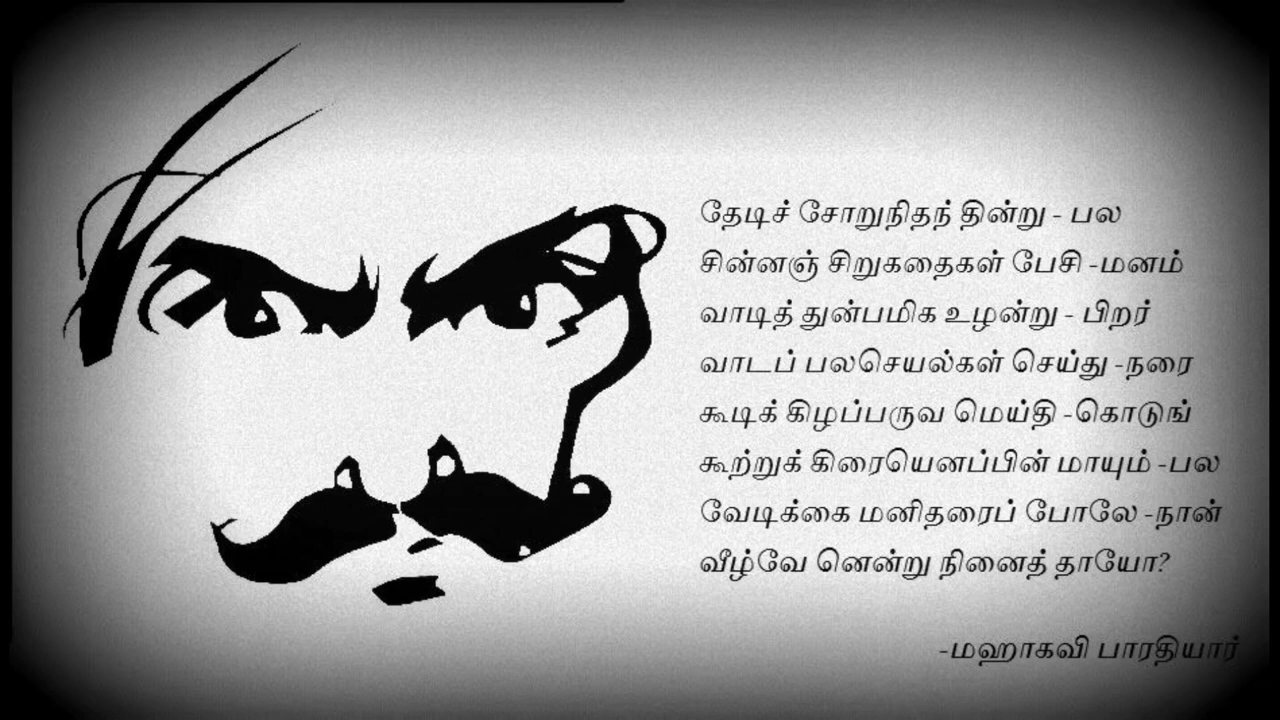 தேடிச் சோறுநிதந் தின்று - பல
சின்னஞ் சிறுகதைகள் பேசி -மனம்
வாடித் துன்பமிக உழன்று - பிறர்
வாடப் பலசெயல்கள் செய்து -நரை
கூடிக் கிழப்பருவ மெய்தி -கொடுங்
கூற்றுக் கிரையெனப்பின் மாயும் -பல
வேடிக்கை மனிதரைப் போலே -நான்
வீழ்வே னென்று நினைத் தாயோ?
-மஹாகவி பாரதியார்